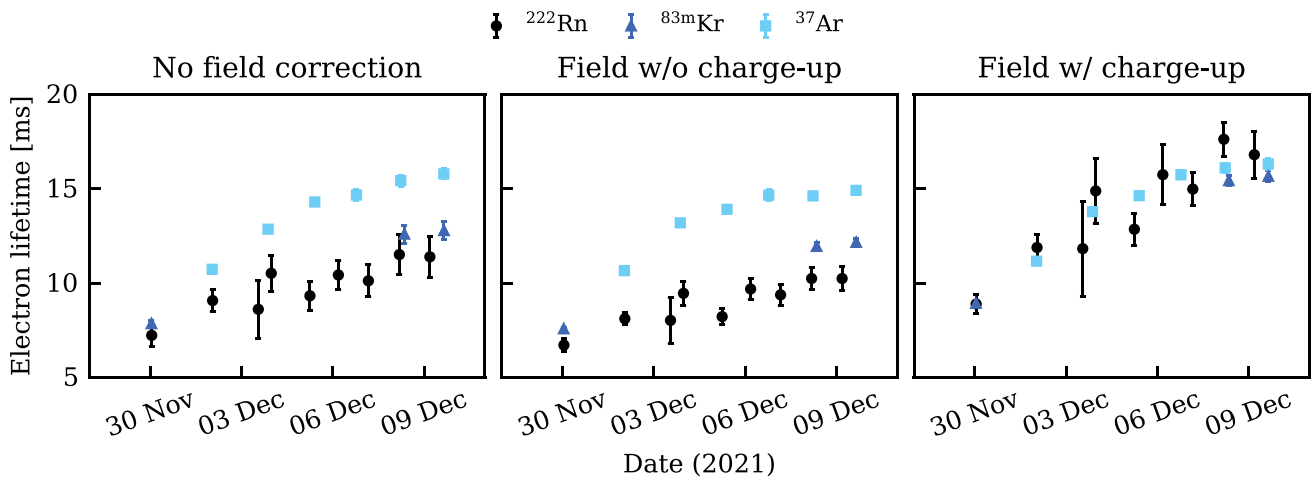 ²²²Rn ⁸³ᵐKr ³⁷Ar
No field correction Field w/o charge-up Field w/ charge-up
Electron lifetime [ms]
20
15
10
5
30 Nov 03 Dec 06 Dec 09 Dec 30 Nov 03 Dec 06 Dec 09 Dec 30 Nov 03 Dec 06 Dec 09 Dec
Date (2021)